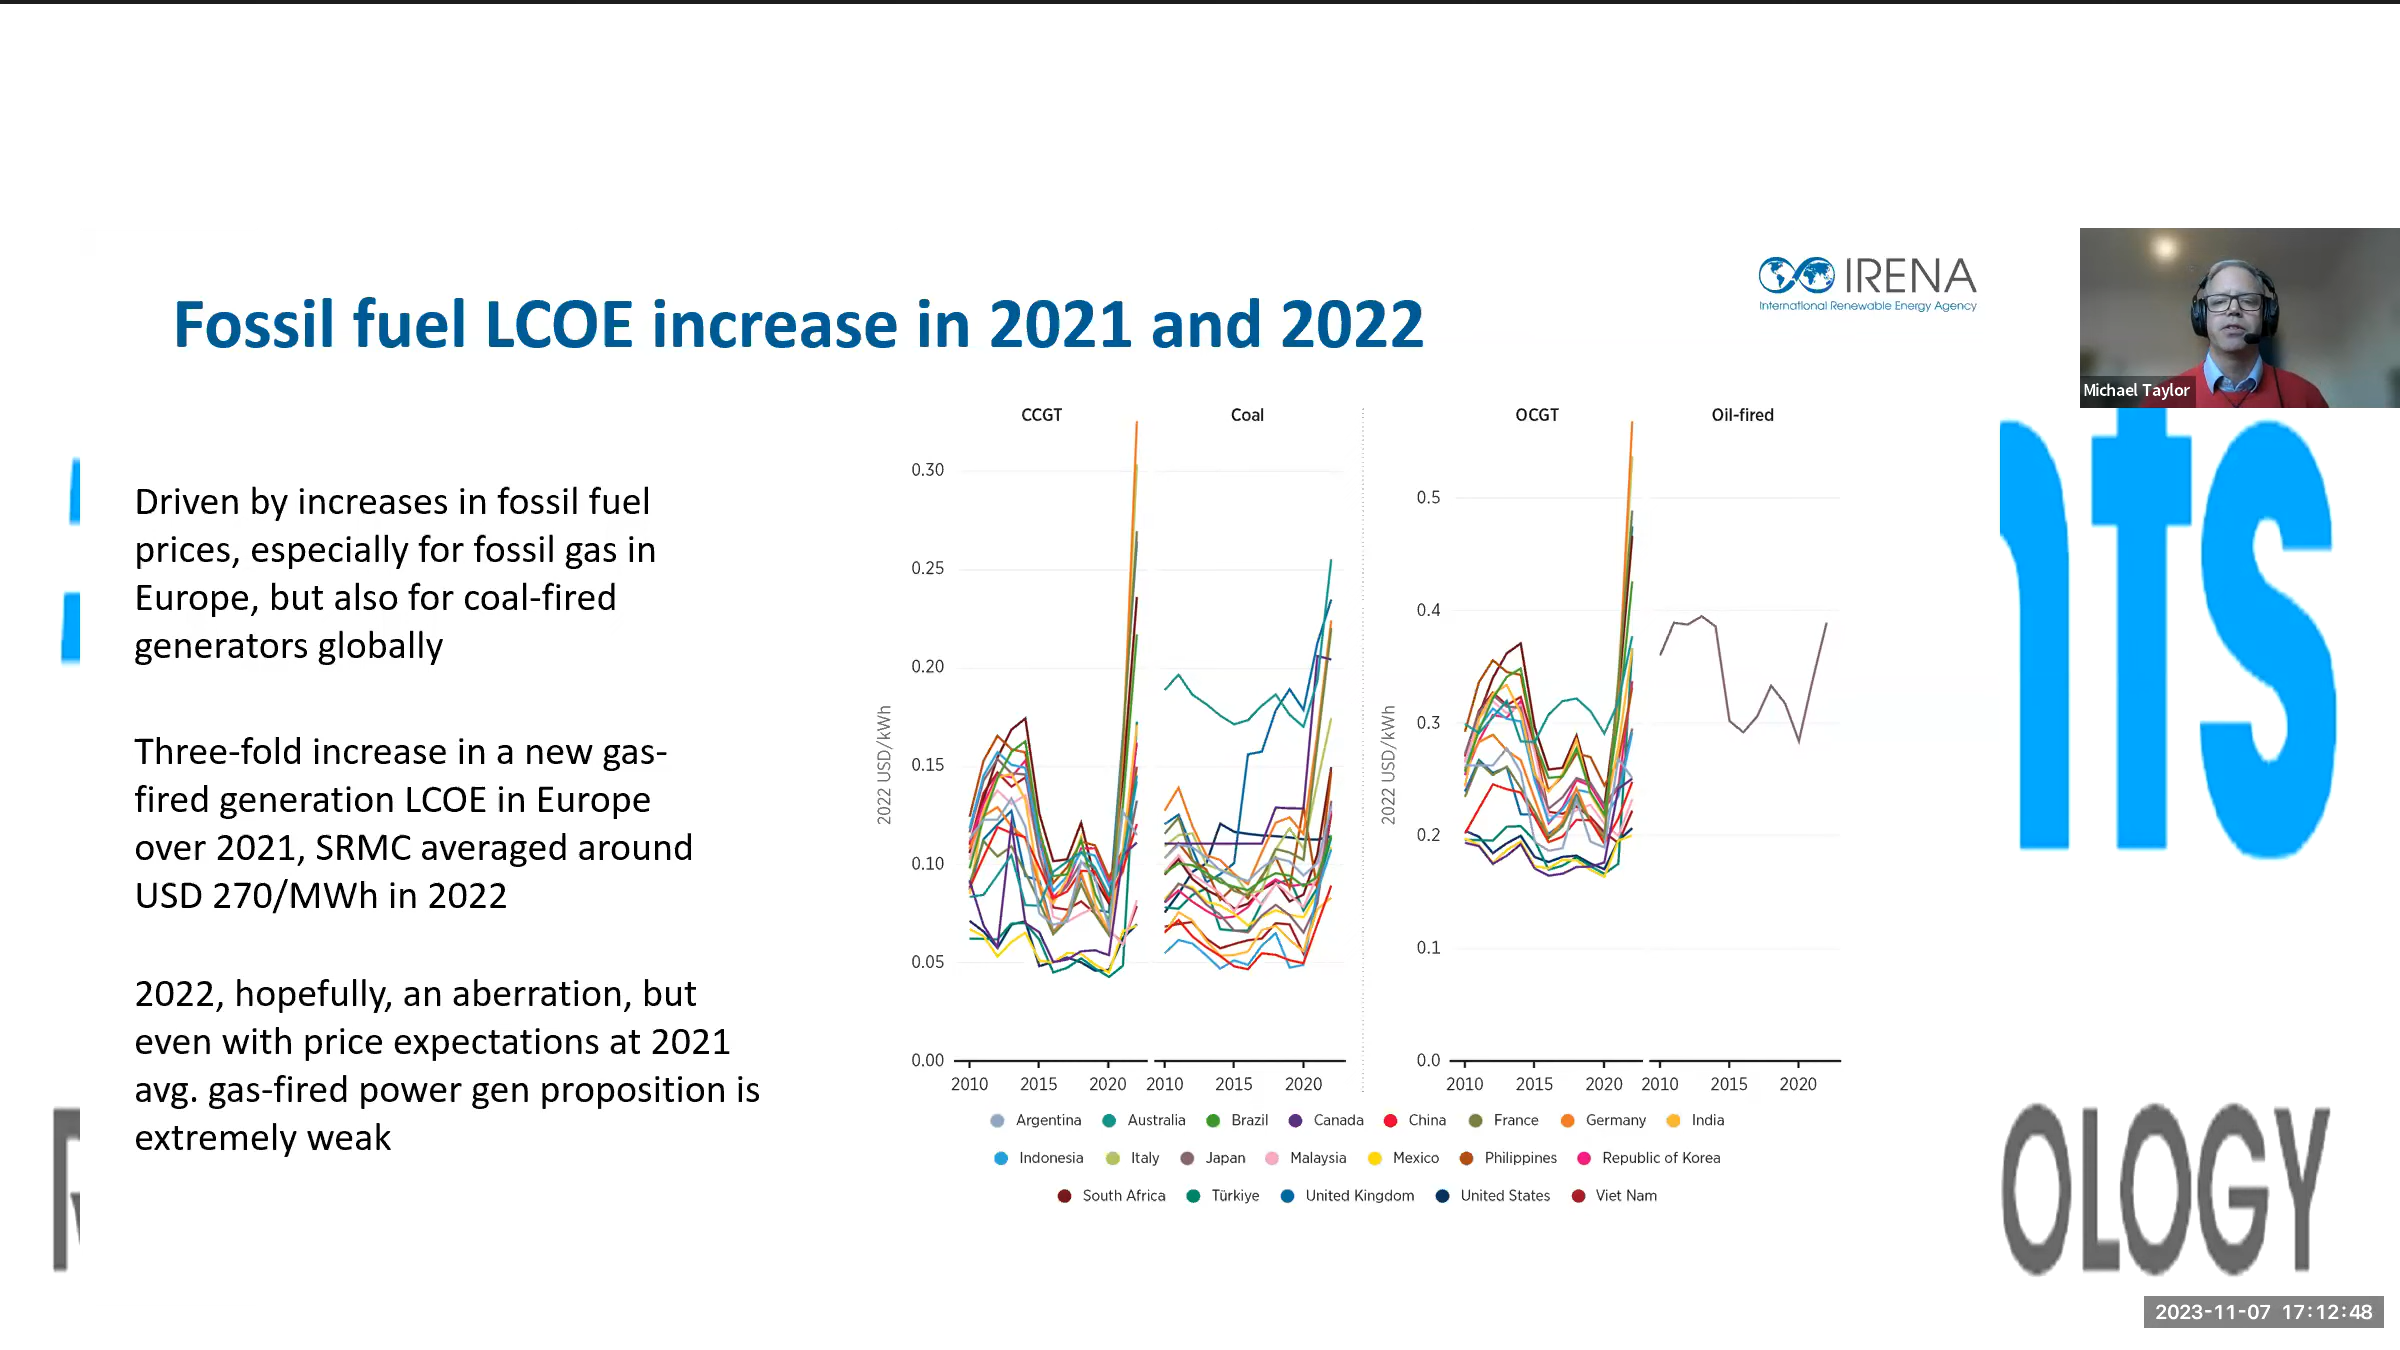 IRENA
International Renewable Energy Agency
Michael Taylor
Fossil fuel LCOE increase in 2021 and 2022
Driven by increases in fossil fuel
prices, especially for fossil gas in
Europe, but also for coal-fired
generators globally
Three-fold increase in a new gas-
fired generation LCOE in Europe
over 2021, SRMC averaged around
USD 270/MWh in 2022
2022, hopefully, an aberration, but
even with price expectations at 2021
avg. gas-fired power gen proposition is
extremely weak
CCGT Coal OCGT Oil-fired
2022 USD/kWh
0.30
0.25
0.20
0.15
0.10
0.05
0.00
2010 2015 2020 2010 2015 2020
2022 USD/kWh
0.5
0.4
0.3
0.2
0.1
0.0
2010 2015 2020 2010 2015 2020
Argentina Australia Brazil Canada China France Germany India
Indonesia Italy Japan Malaysia Mexico Philippines Republic of Korea
South Africa Türkiye United Kingdom United States Viet Nam
nts
OLOGY
2023-11-07 17:12:48